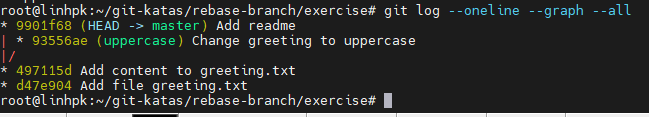 root@linhpk:~/git-katas/rebase-branch/exercise# git log --oneline --graph --all
* 9901f68 (HEAD -> master) Add readme
| * 93556ae (uppercase) Change greeting to uppercase
|/
* 497115d Add content to greeting.txt
* d47e904 Add file greeting.txt
root@linhpk:~/git-katas/rebase-branch/exercise#